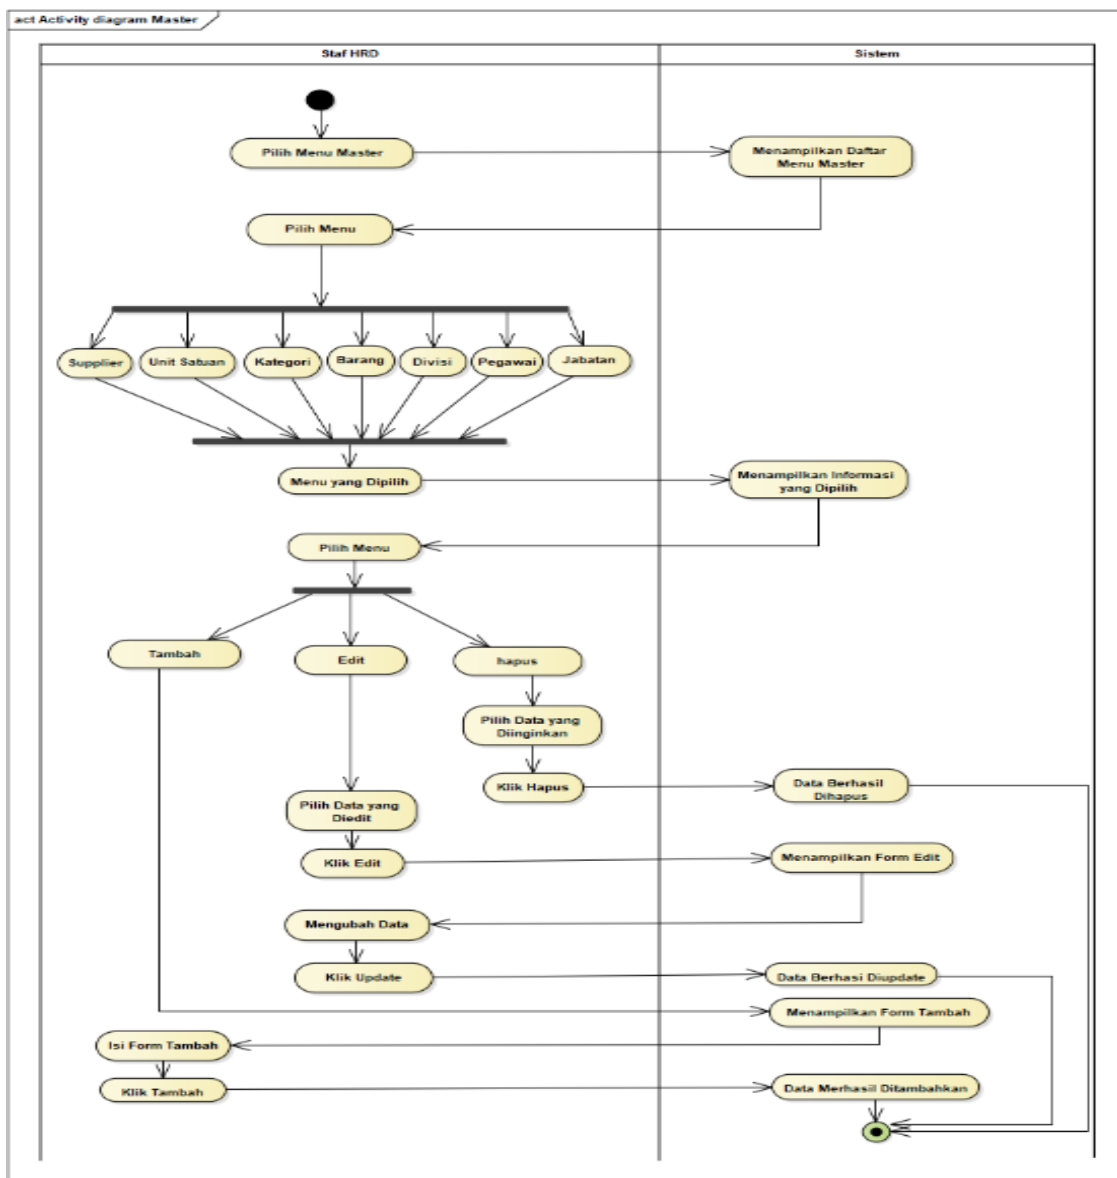 act Activity diagram Master
Staf HRD
Sistem
Pilih Menu Master
Menampilkan Daftar
Menu Master
Pilih Menu
Supplier
Unit Satuan
Kategori
Barang
Divisi
Pegawai
Jabatan
Menu yang Dipilih
Menampilkan Informasi
yang Dipilih
Pilih Menu
Tambah
Edit
hapus
Pilih Data yang
Diinginkan
Klik Hapus
Data Berhasil
Dihapus
Pilih Data yang
Diedit
Klik Edit
Menampilkan Form Edit
Mengubah Data
Klik Update
Data Berhasi Diupdate
Menampilkan Form Tambah
Isi Form Tambah
Klik Tambah
Data Merhasil Ditambahkan